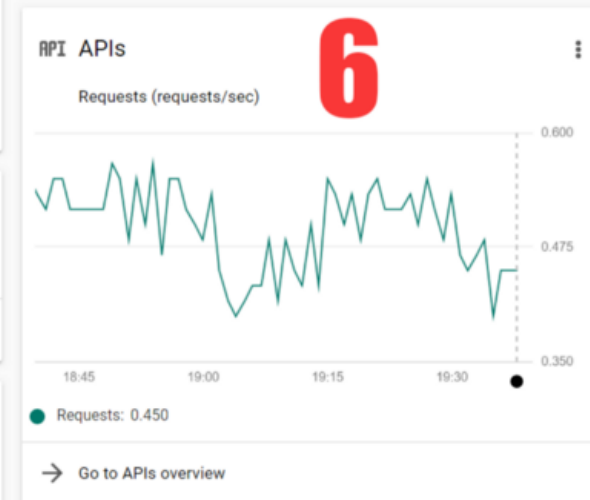 API APIs
6
Requests (requests/sec)
0.600
0.475
0.350
18:45 19:00 19:15 19:30
Requests: 0.450
Go to APIs overview